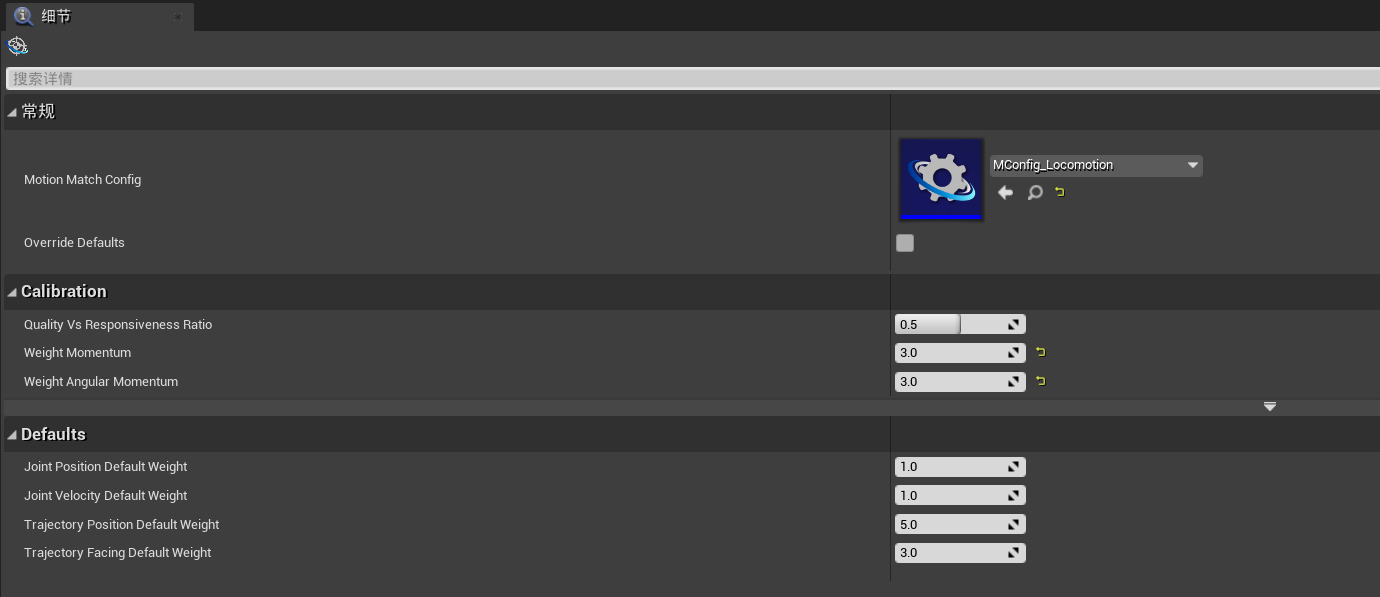 细节
搜索详情
常规
Motion Match Config
MConfig_Locomotion
Override Defaults
Calibration
Quality Vs Responsiveness Ratio
0.5
Weight Momentum
3.0
Weight Angular Momentum
3.0
Defaults
Joint Position Default Weight
1.0
Joint Velocity Default Weight
1.0
Trajectory Position Default Weight
5.0
Trajectory Facing Default Weight
3.0